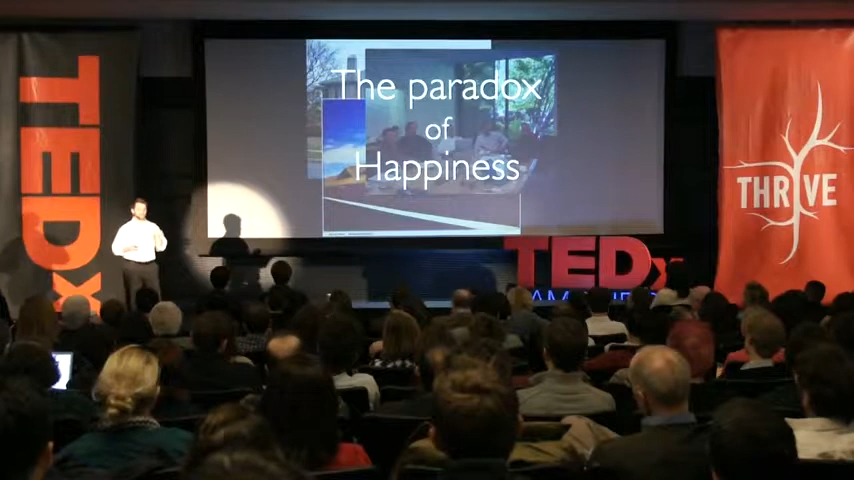 TEDx
The paradox
of
Happiness
THRIVE
TEDx